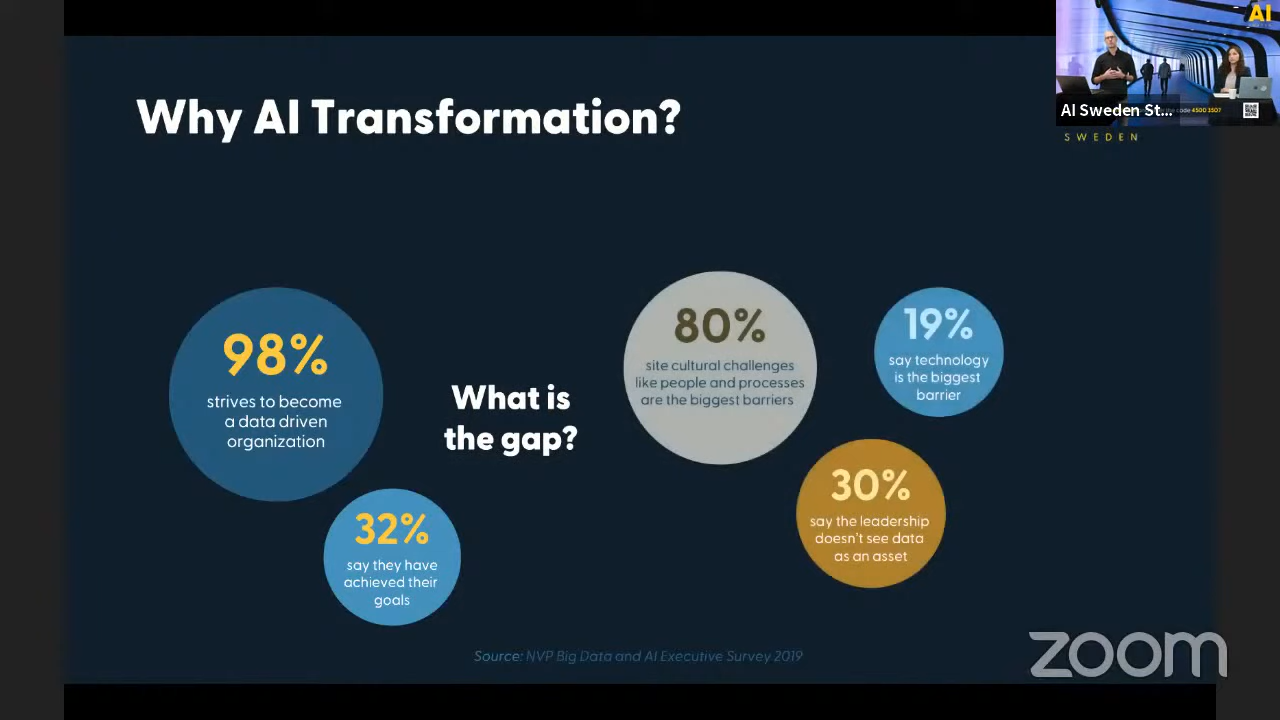 Why AI Transformation?
98%
strives to become
a data driven
organization
32%
say they have
achieved their
goals
What is
the gap?
80%
site cultural challenges
like people and processes
are the biggest barriers
19%
say technology
is the biggest
barrier
30%
say the leadership
doesn't see data
as an asset
Source: NVP Big Data and AI Executive Survey 2019
AI
AI Sweden St...
code 4500 3507
SWEDEN
zoom